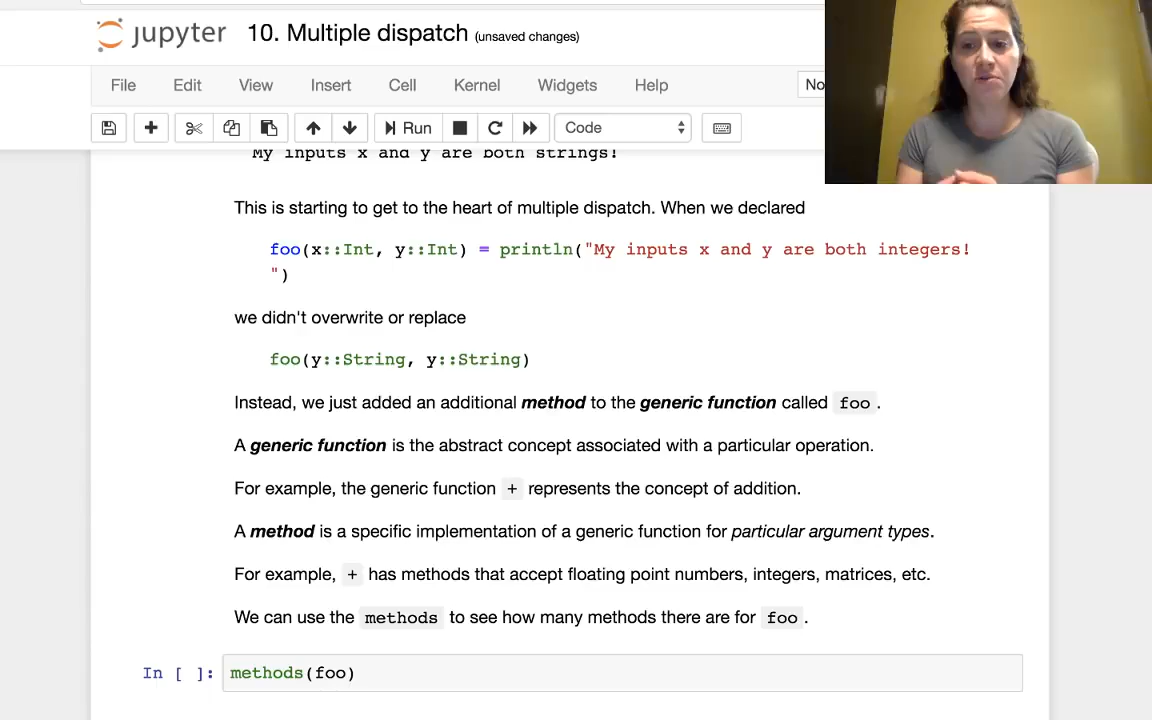 jupyter 10. Multiple dispatch (unsaved changes)
File Edit View Insert Cell Kernel Widgets Help No
Run Code
My inputs x and y are both strings!
This is starting to get to the heart of multiple dispatch. When we declared
foo(x::Int, y::Int) = println("My inputs x and y are both integers!
")
we didn't overwrite or replace
foo(y::String, y::String)
Instead, we just added an additional method to the generic function called foo .
A generic function is the abstract concept associated with a particular operation.
For example, the generic function + represents the concept of addition.
A method is a specific implementation of a generic function for particular argument types.
For example, + has methods that accept floating point numbers, integers, matrices, etc.
We can use the methods to see how many methods there are for foo .
In [ ]: methods(foo)